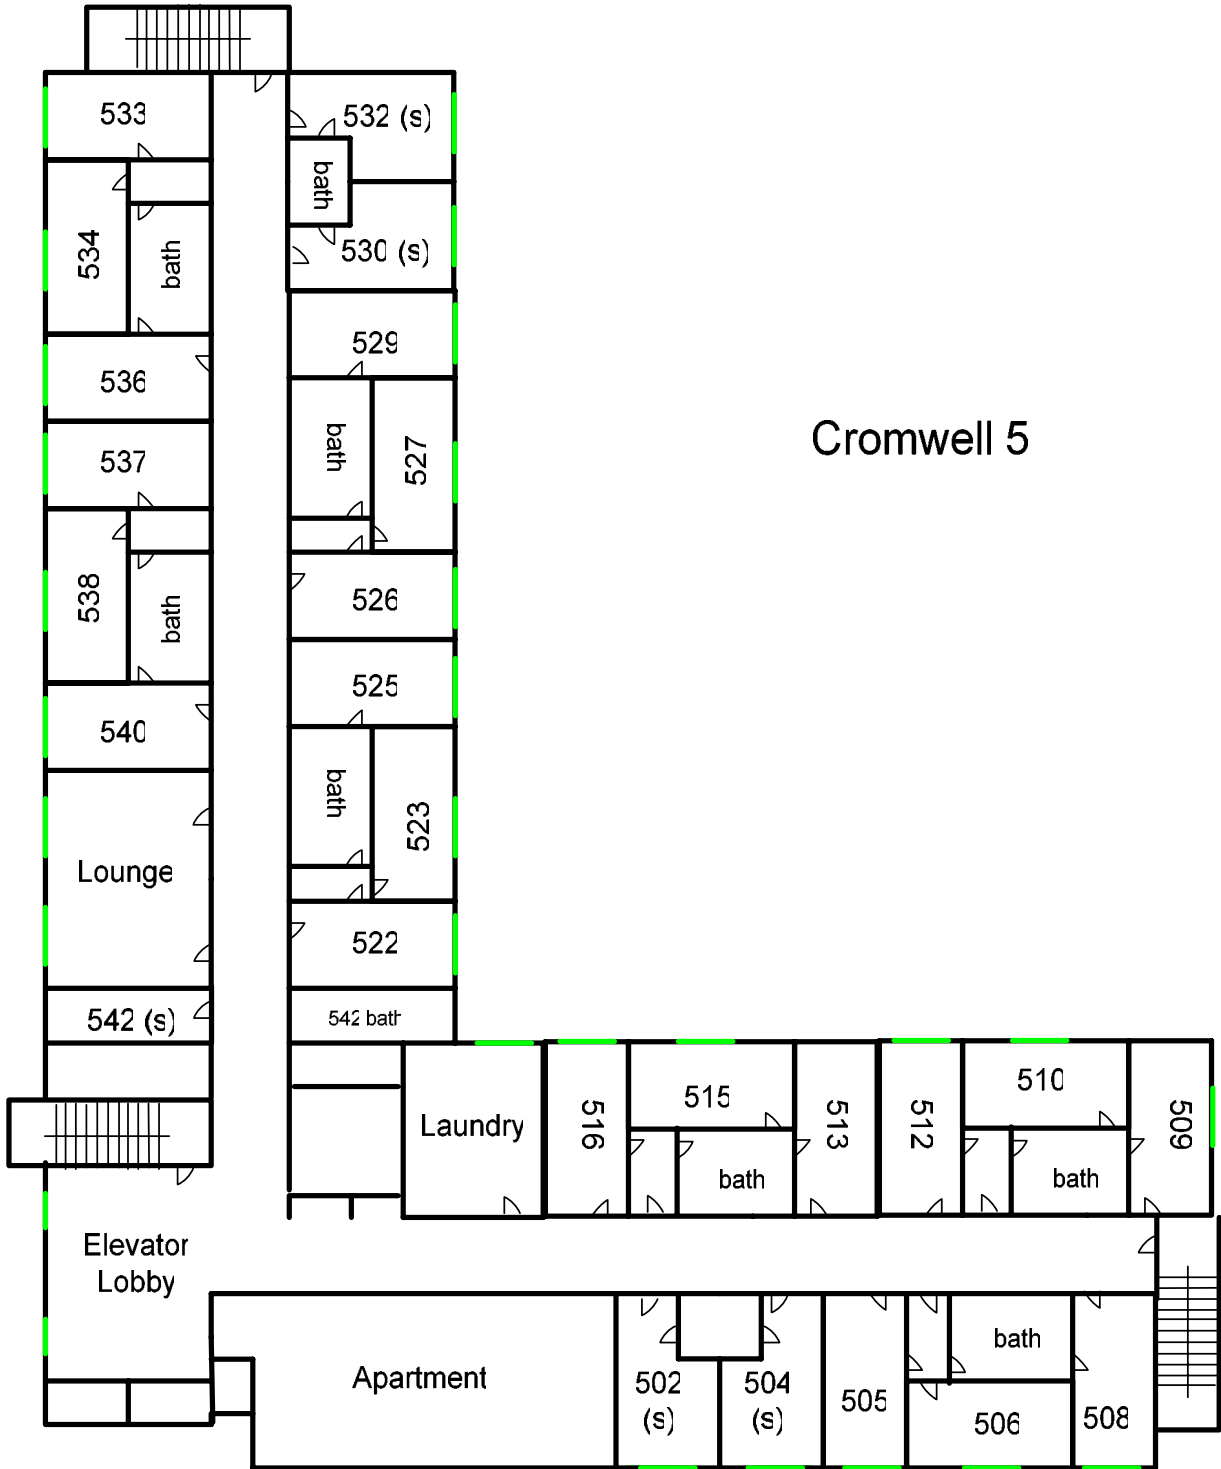 533
532 (s)
bath
534
bath
530 (s)
529
536
bath
527
537
538
bath
526
525
540
bath
523
Lounge
522
542 (s)
542 bath
Cromwell 5
Laundry
516
515
bath
513
512
510
bath
509
Elevator
Lobby
Apartment
502
(s)
504
(s)
505
bath
506
508